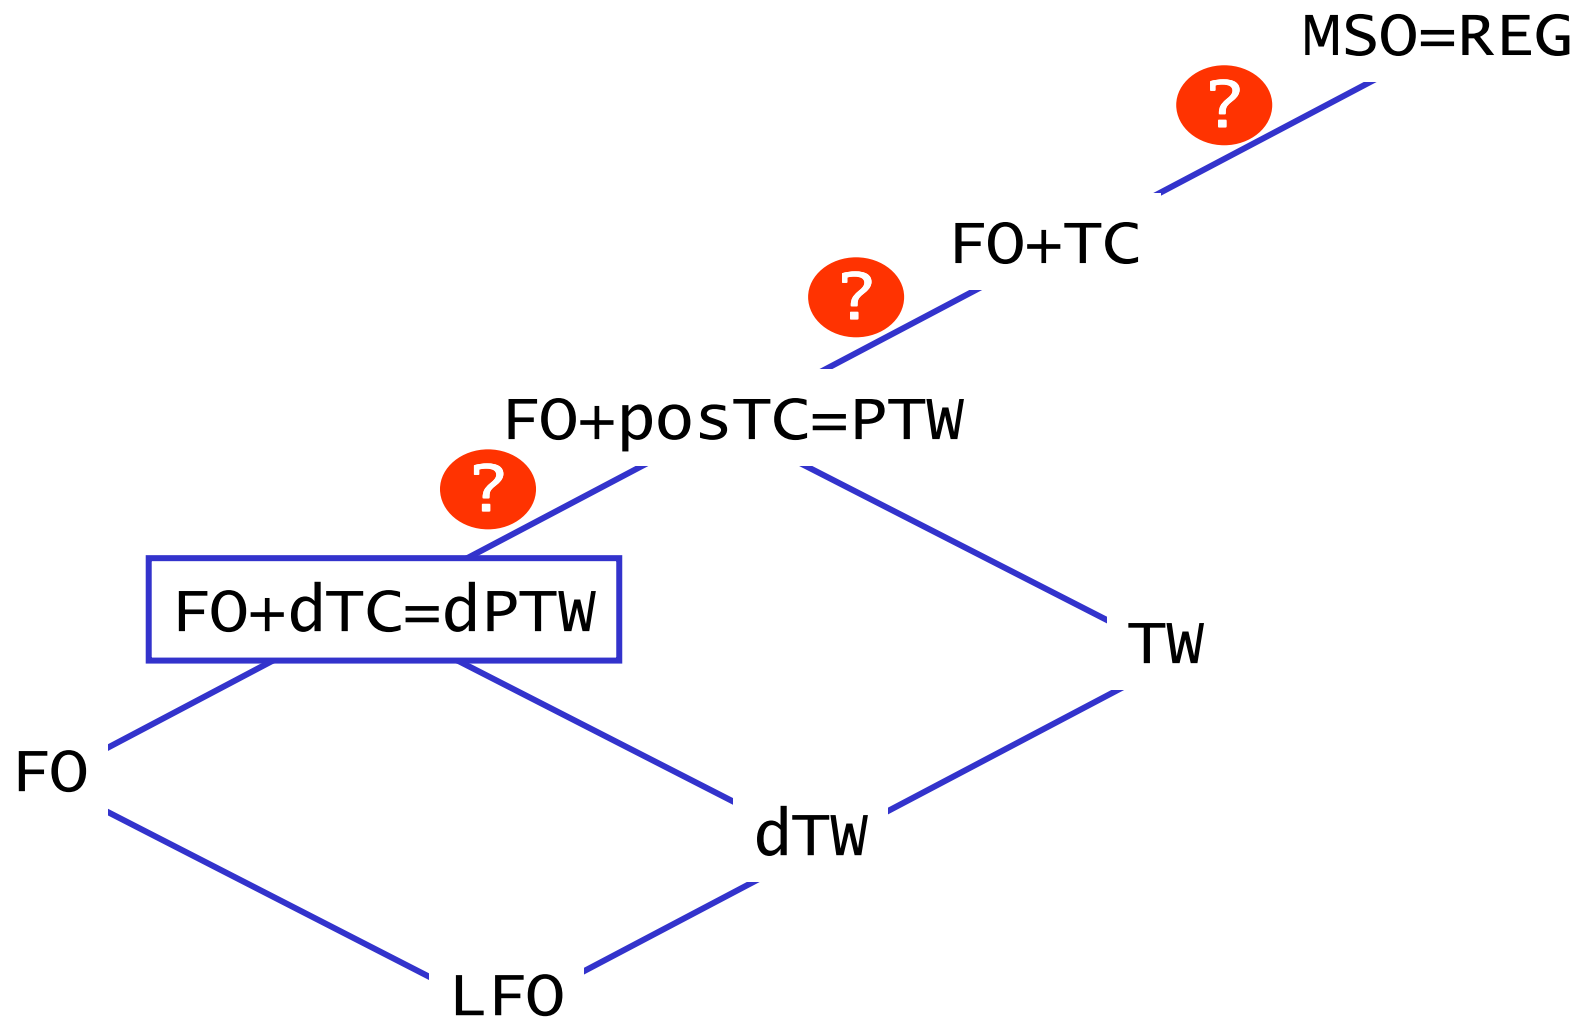 MSO=REG
?
FO+TC
?
FO+posTC=PTW
?
FO+dTC=dPTW
TW
FO
dTW
LFO